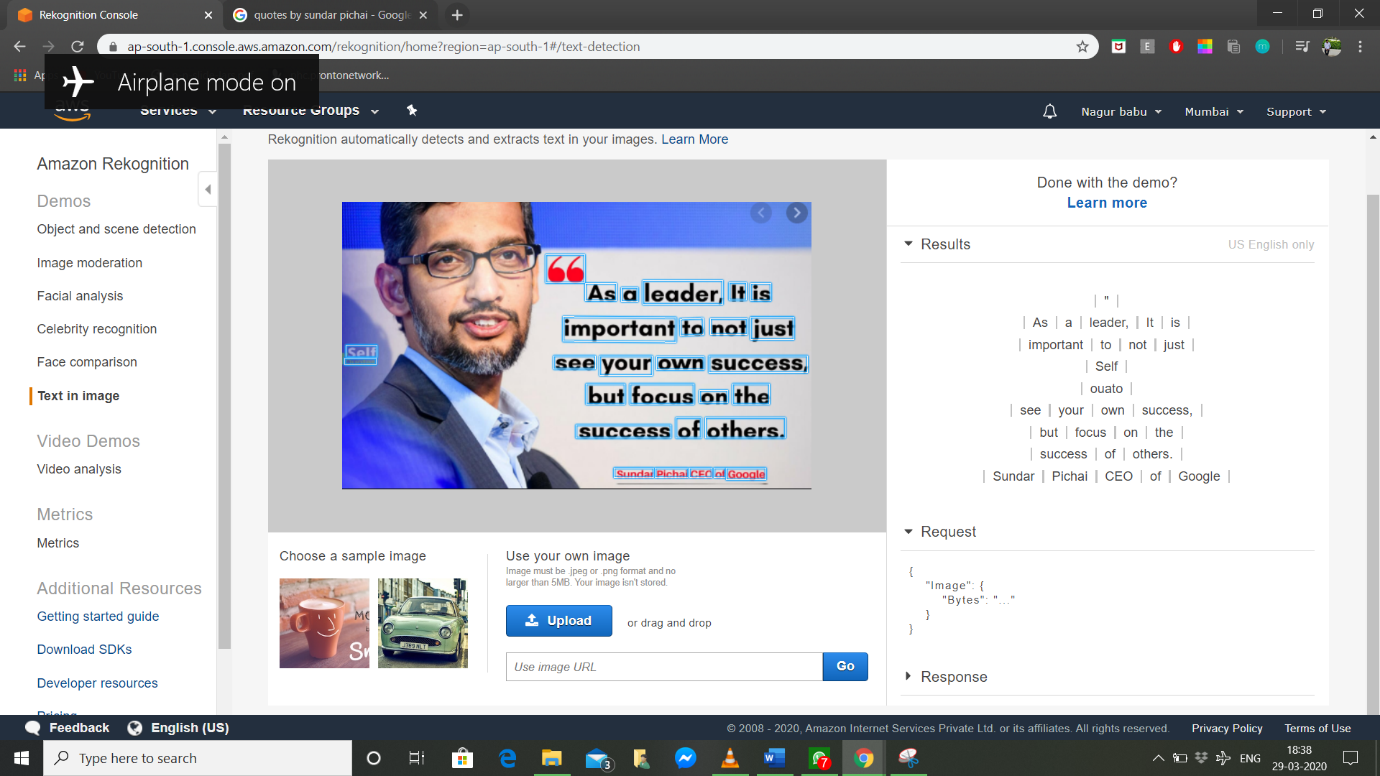 Rekognition Console
quotes by sundar pichai - Google
ap-south-1.console.aws.amazon.com/rekognition/home?region=ap-south-1#/text-detection
Airplane mode on
prontonetwork...
aws
Services
Resource Groups
Nagur babu
Mumbai
Support
Rekognition automatically detects and extracts text in your images. Learn More
Amazon Rekognition
Demos
Object and scene detection
Image moderation
Facial analysis
Celebrity recognition
Face comparison
Text in image
Video Demos
Video analysis
Metrics
Metrics
Additional Resources
Getting started guide
Download SDKs
Developer resources
Pricing
“
As a leader, It is
important to not just
Self
see your own success,
but focus on the
success of others.
Sundar Pichai CEO of Google
Choose a sample image
Use your own image
Image must be .jpeg or .png format and no
larger than 5MB. Your image isn't stored.
Upload
or drag and drop
Use image URL
Go
Done with the demo?
Learn more
Results
US English only
| " |
| As | a | leader, | It | is |
| important | to | not | just |
| Self |
| ouato |
| see | your | own | success, |
| but | focus | on | the |
| success | of | others. |
| Sundar | Pichai | CEO | of | Google |
Request
{
"Image": {
"Bytes": "..."
}
}
Response
Feedback
English (US)
© 2008 - 2020, Amazon Internet Services Private Ltd. or its affiliates. All rights reserved.
Privacy Policy
Terms of Use
Type here to search
3
7
ENG
18:38
29-03-2020